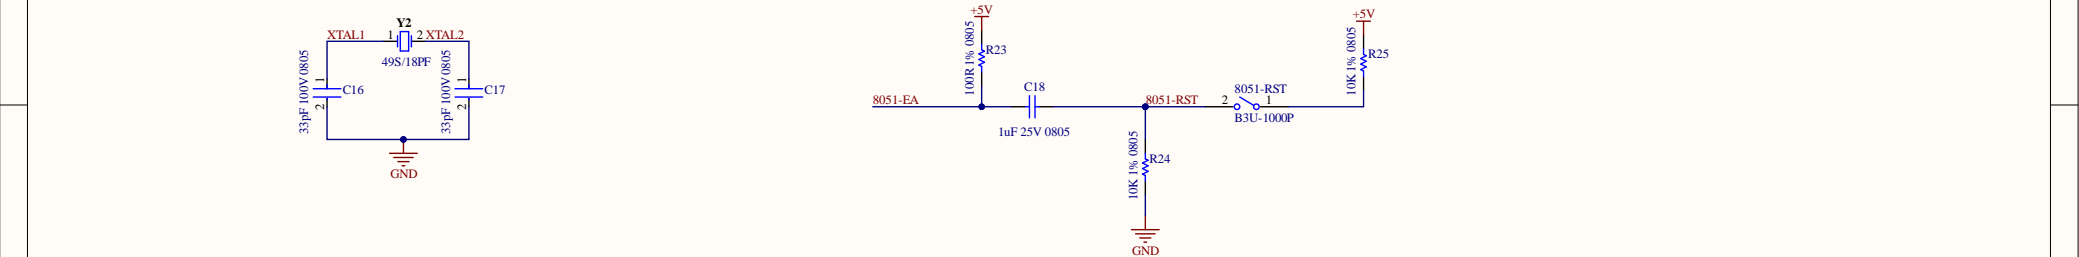 Y2
XTAL1
1
2
XTAL2
49S/18PF
33pF 100V 0805
1
2
C16
33pF 100V 0805
1
2
C17
GND
+5V
100R 1% 0805
R23
8051-EA
C18
1uF 25V 0805
8051-RST
10K 1% 0805
R24
GND
8051-RST
2
1
B3U-1000P
+5V
10K 1% 0805
R25